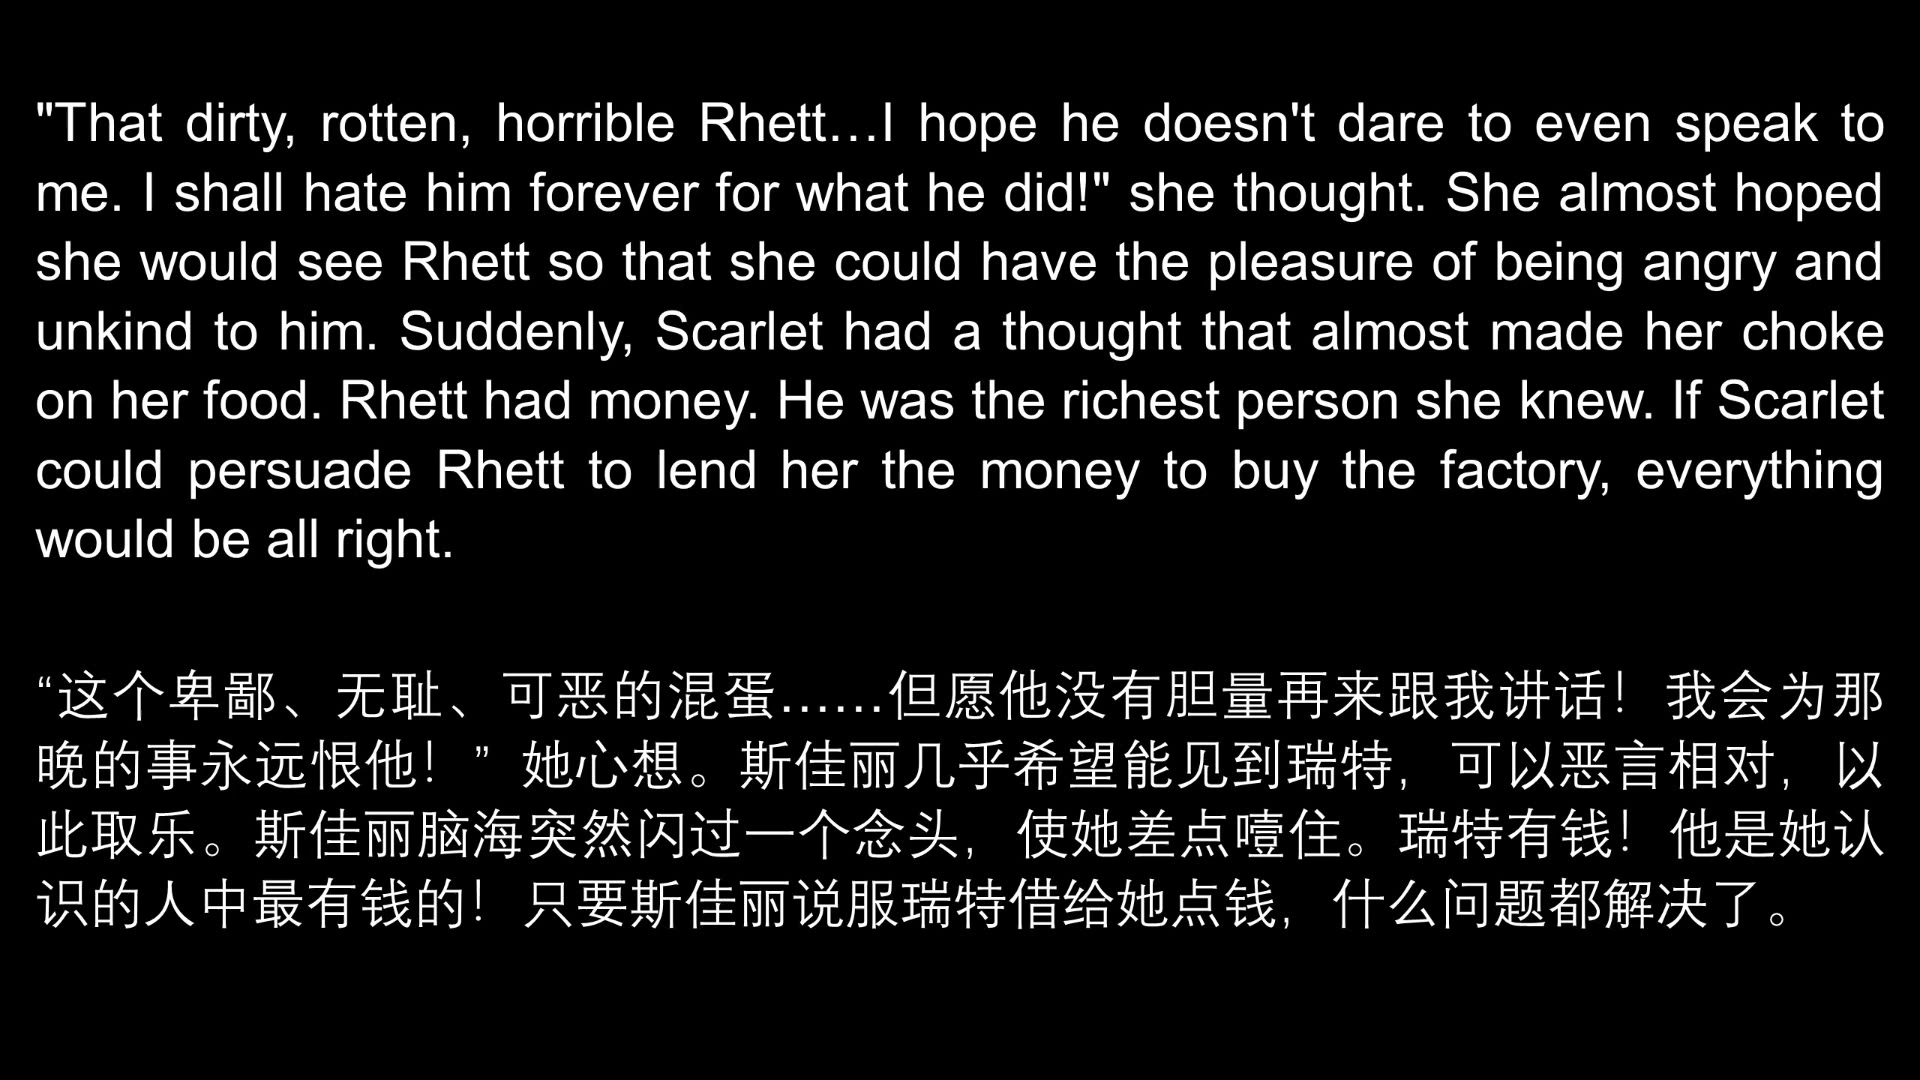 "That dirty, rotten, horrible Rhett…I hope he doesn't dare to even speak to
me. I shall hate him forever for what he did!" she thought. She almost hoped
she would see Rhett so that she could have the pleasure of being angry and
unkind to him. Suddenly, Scarlet had a thought that almost made her choke
on her food. Rhett had money. He was the richest person she knew. If Scarlet
could persuade Rhett to lend her the money to buy the factory, everything
would be all right.
“这个卑鄙、无耻、可恶的混蛋……但愿他没有胆量再来跟我讲话！我会为那
晚的事永远恨他！” 她心想。斯佳丽几乎希望能见到瑞特，可以恶言相对，以
此取乐。斯佳丽脑海突然闪过一个念头，使她差点噎住。瑞特有钱！他是她认
识的人中最有钱的！只要斯佳丽说服瑞特借给她点钱，什么问题都解决了。